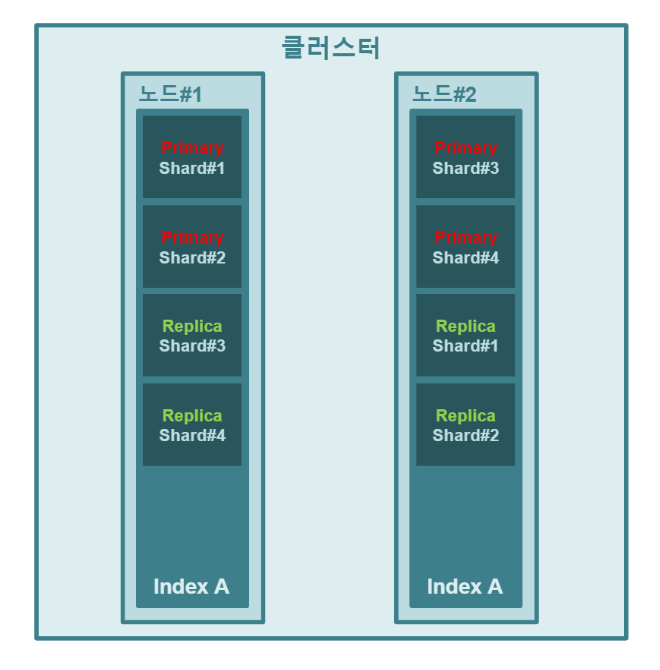 클러스터
노드#1
Primary
Shard#1
Primary
Shard#2
Replica
Shard#3
Replica
Shard#4
Index A
노드#2
Primary
Shard#3
Primary
Shard#4
Replica
Shard#1
Replica
Shard#2
Index A